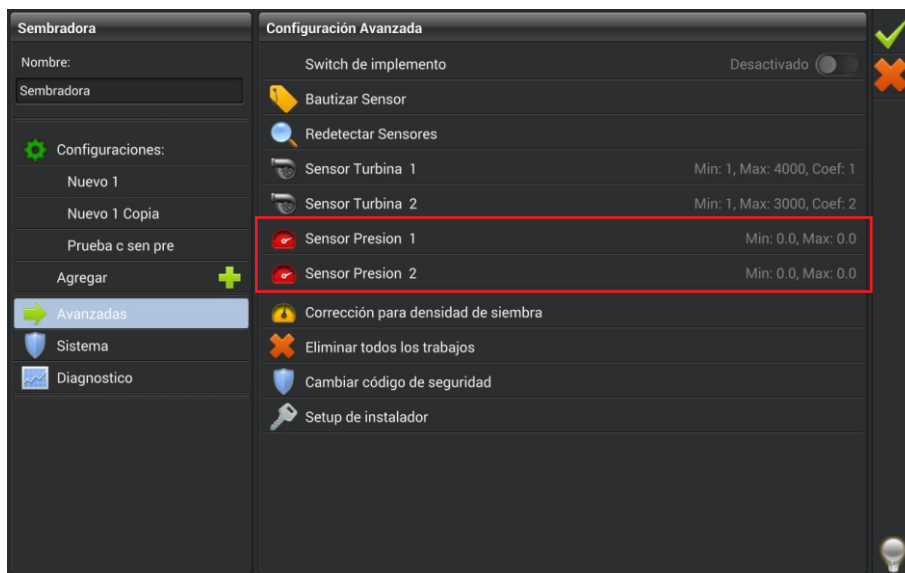 Sembradora
Nombre:
Sembradora
Configuraciones:
Nuevo 1
Nuevo 1 Copia
Prueba c sen pre
Agregar
Avanzadas
Sistema
Diagnostico
Configuración Avanzada
Switch de implemento Desactivado
Bautizar Sensor
Redetectar Sensores
Sensor Turbina 1 Min: 1, Max: 4000, Coef: 1
Sensor Turbina 2 Min: 1, Max: 3000, Coef: 2
Sensor Presion 1 Min: 0.0, Max: 0.0
Sensor Presion 2 Min: 0.0, Max: 0.0
Corrección para densidad de siembra
Eliminar todos los trabajos
Cambiar código de seguridad
Setup de instalador